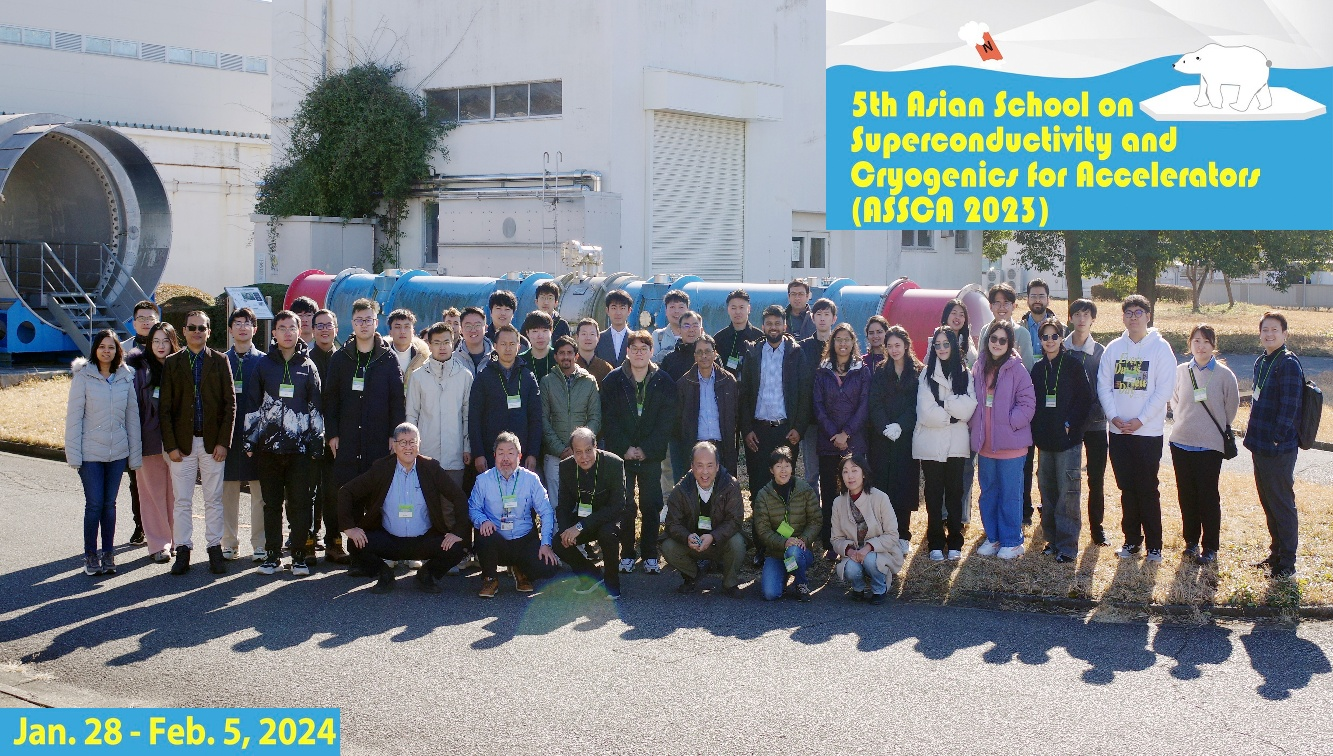 N
5th Asian School on
Superconductivity and
Cryogenics for Accelerators
(ASSCA 2023)
Jan. 28 - Feb. 5, 2024